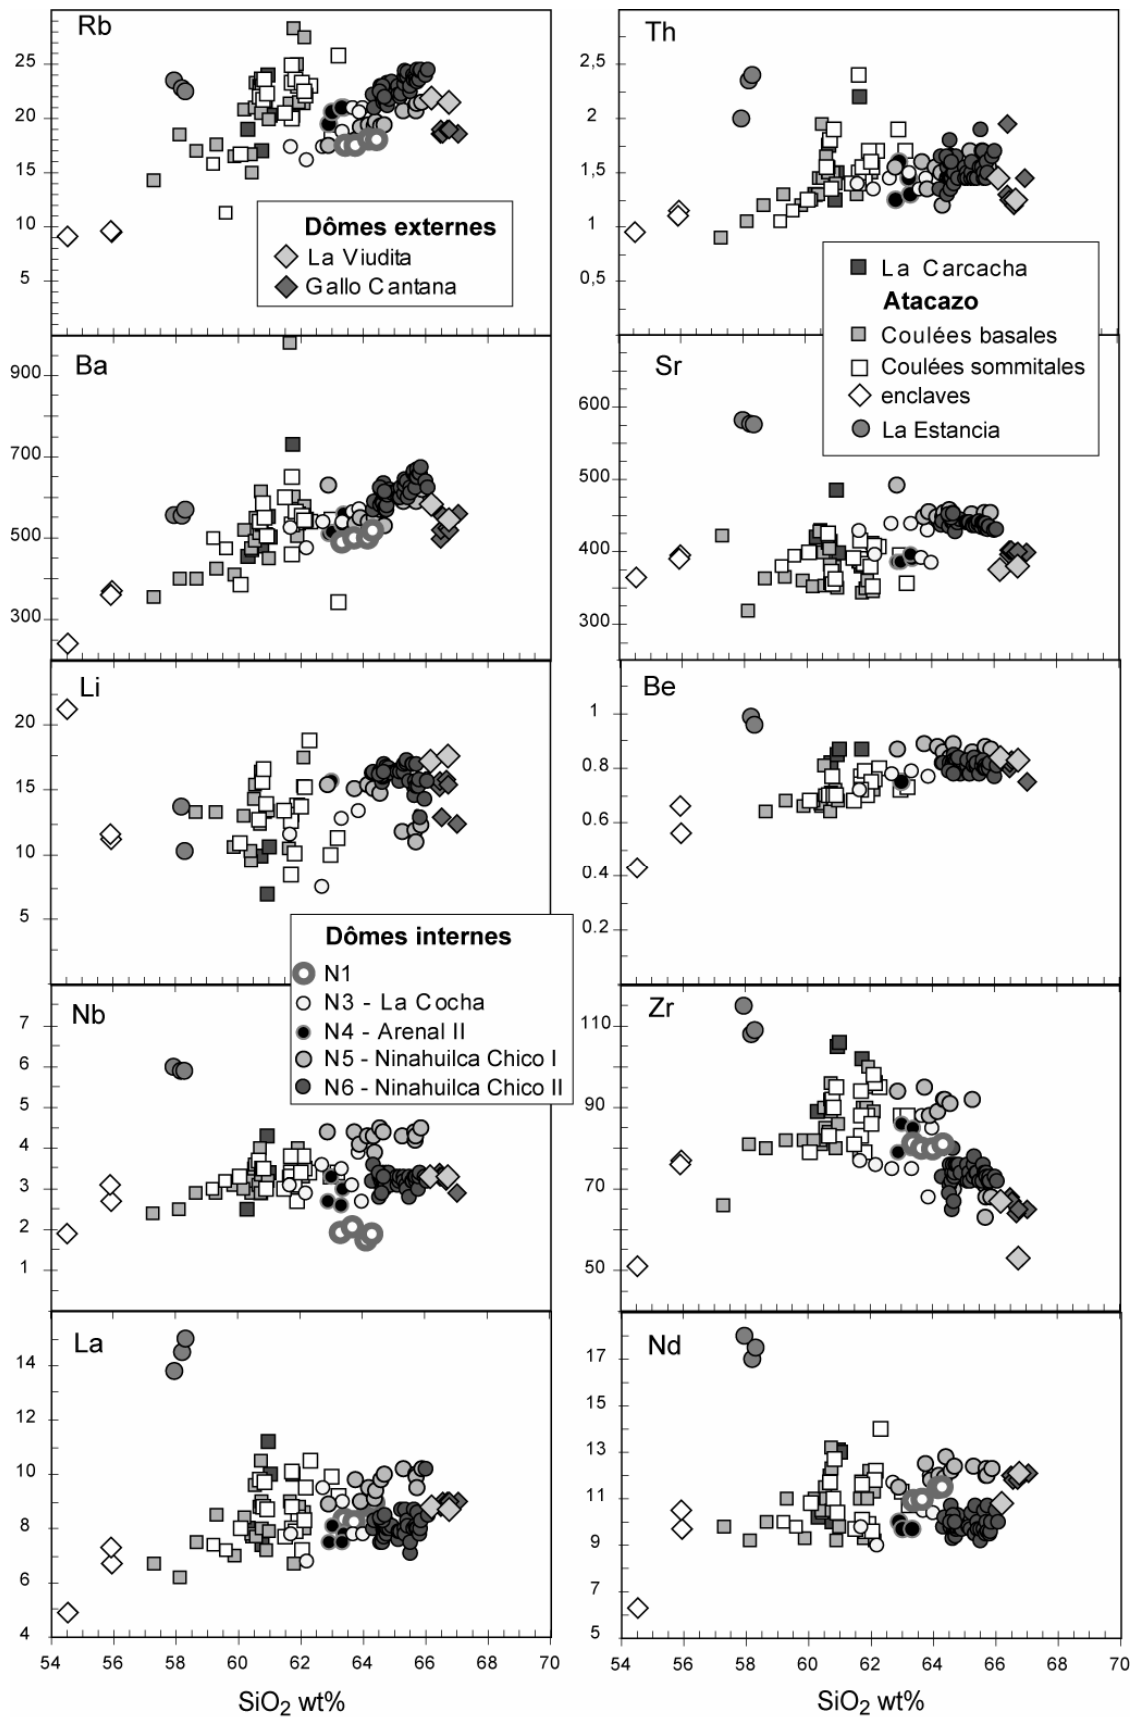 Rb
25
20
15
10
5
Dômes externes
La Viudita
Gallo Cantana
Th
2,5
2
1.5
1
0,5
La Carcacha
Atacazo
Coulées basales
Coulées sommitales
enclaves
La Estancia
Ba
900
700
500
300
Sr
600
500
400
300
Li
20
15
10
5
Be
1
0.8
0.6
0.4
0.2
Dômes internes
N1
N3 - La Cocha
N4 - Arenal II
N5 - Ninahuilca Chico I
N6 - Ninahuilca Chico II
Nb
7
6
5
4
3
2
1
Zr
110
90
70
50
La
14
12
10
8
6
4
Nd
17
15
13
11
9
7
5
54 56 58 60 62 64 66 68 70
SiO₂ wt%
54 56 58 60 62 64 66 68 70
SiO₂ wt%